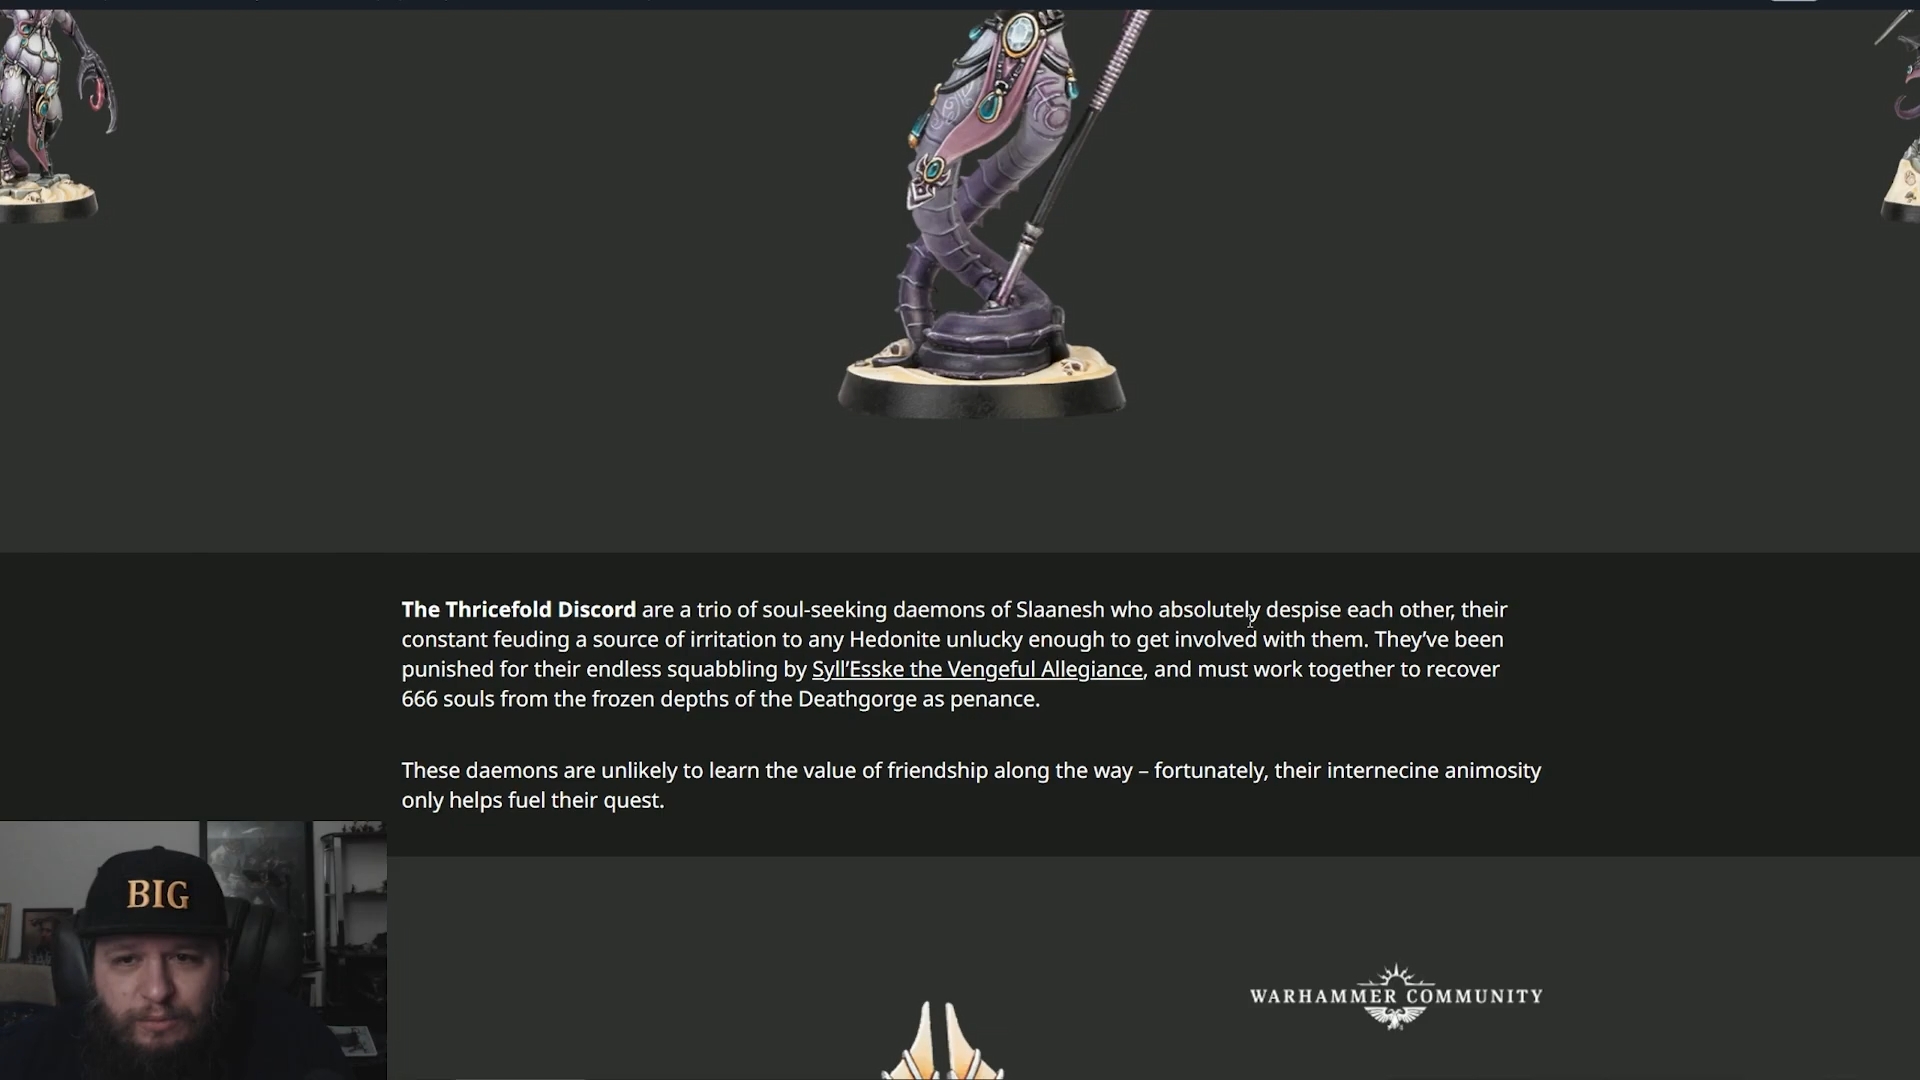 The Thricefold Discord are a trio of soul-seeking daemons of Slaanesh who absolutely despise each other, their
constant feuding a source of irritation to any Hedonite unlucky enough to get involved with them. They’ve been
punished for their endless squabbling by Syll’Esske the Vengeful Allegiance, and must work together to recover
666 souls from the frozen depths of the Deathgorge as penance.
These daemons are unlikely to learn the value of friendship along the way – fortunately, their internecine animosity
only helps fuel their quest.
BIG
WARHAMMER COMMUNITY